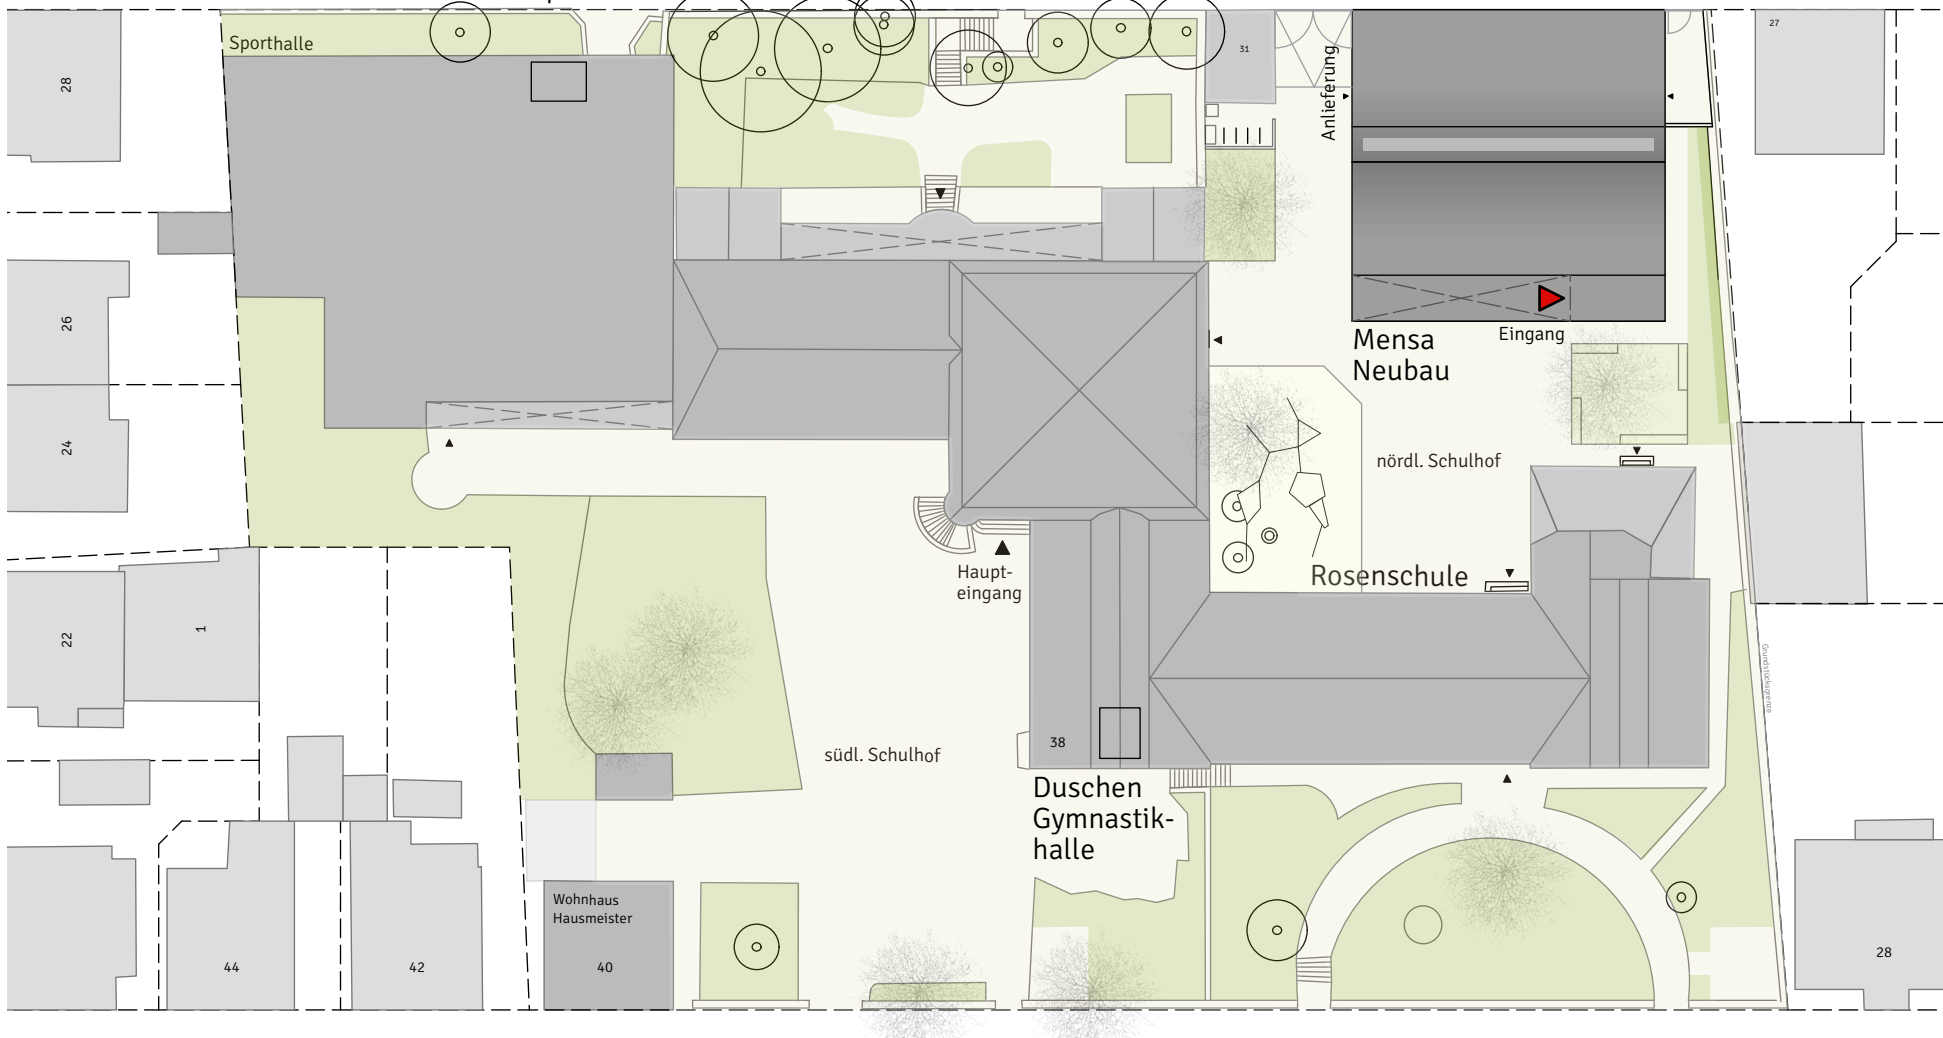 Sporthalle
28
26
24
22
1
44
42
Wohnhaus
Hausmeister
40
südl. Schulhof
Haupt-
eingang
38
Duschen
Gymnastik-
halle
Rosenschule
nördl. Schulhof
Mensa
Neubau
Eingang
Anlieferung
31
27
Grundstücksgrenze
28